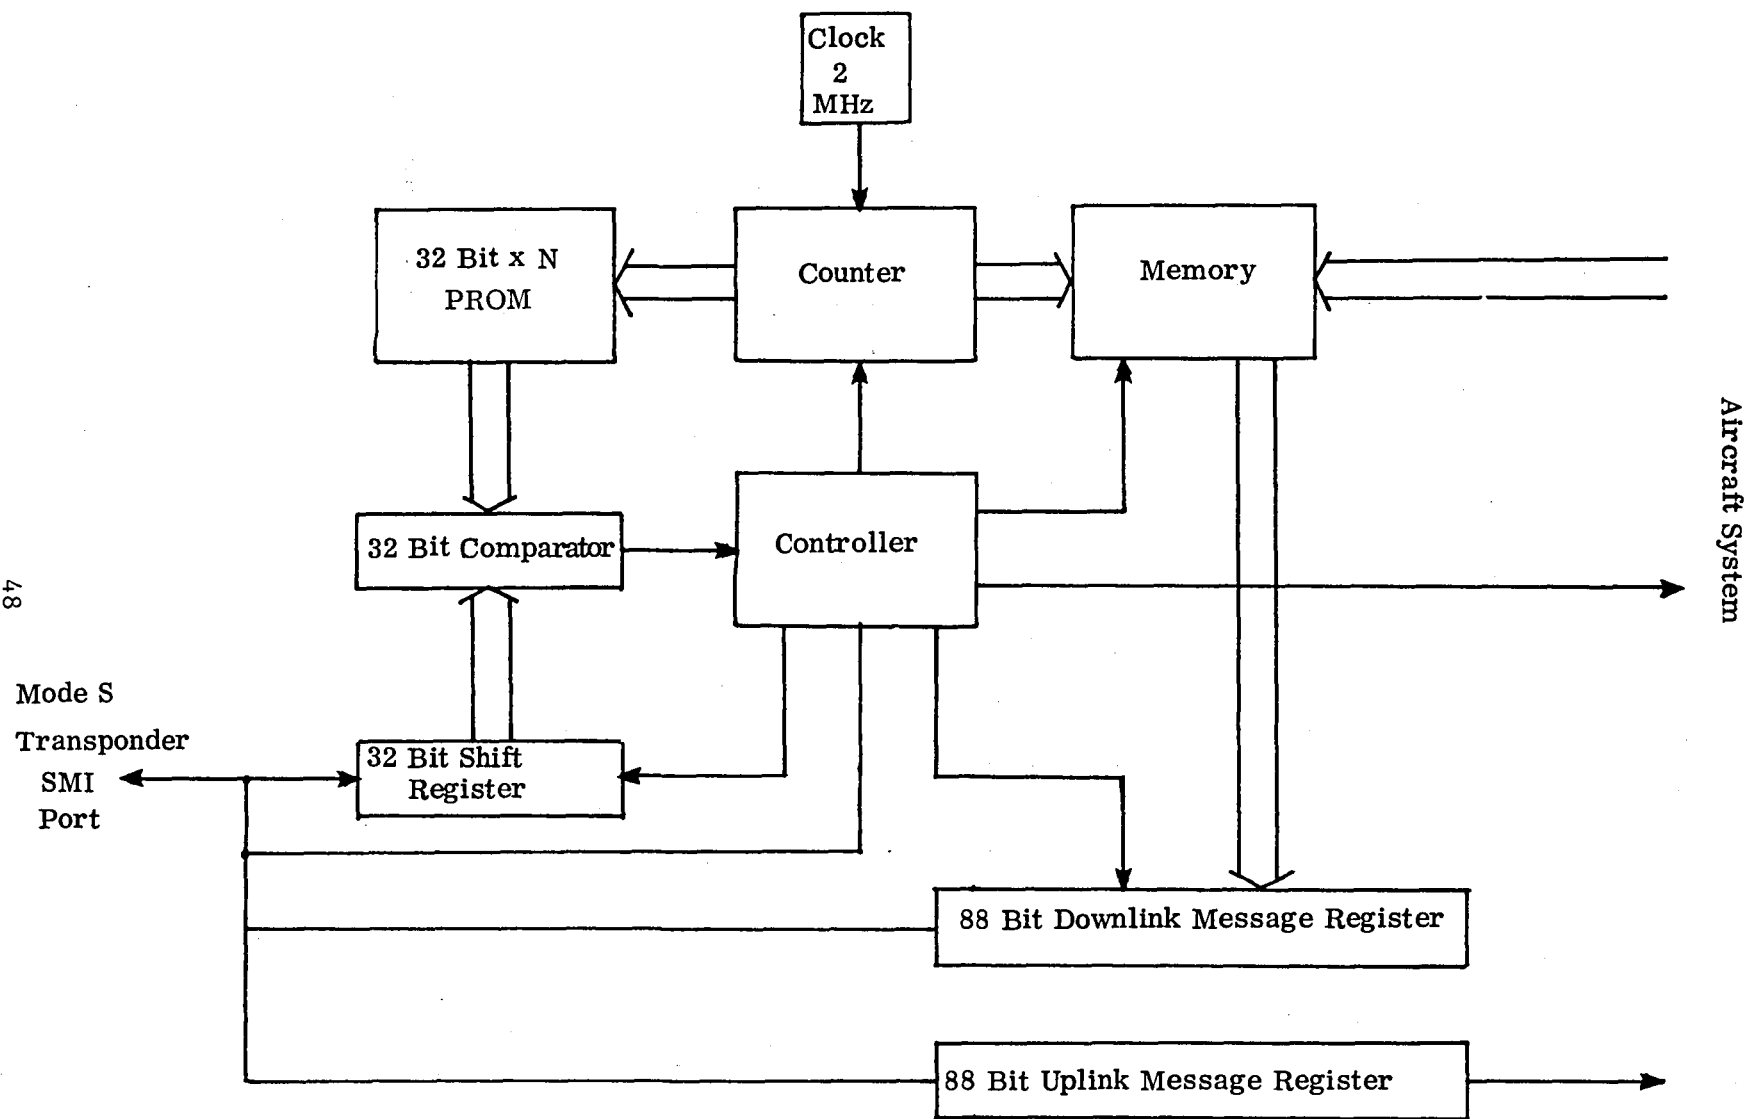 Clock
2
MHz
32 Bit x N
PROM
Counter
Memory
Aircraft System
32 Bit Comparator
Controller
48
Mode S
Transponder
SMI
Port
32 Bit Shift
Register
88 Bit Downlink Message Register
88 Bit Uplink Message Register